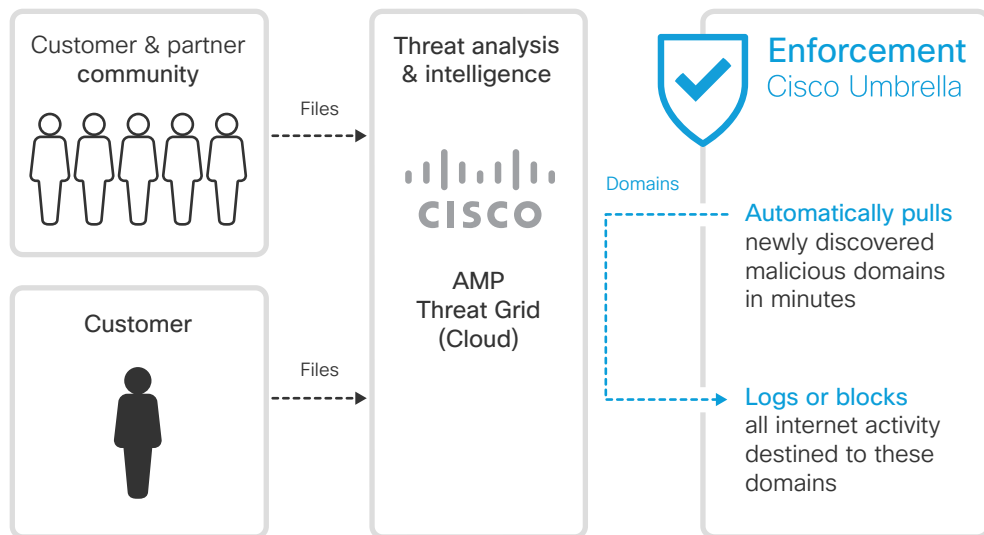 Customer & partner
community
Files
Customer
Files
Threat analysis
& intelligence
CISCO
AMP
Threat Grid
(Cloud)
Enforcement
Cisco Umbrella
Domains
Automatically pulls
newly discovered
malicious domains
in minutes
Logs or blocks
all internet activity
destined to these
domains